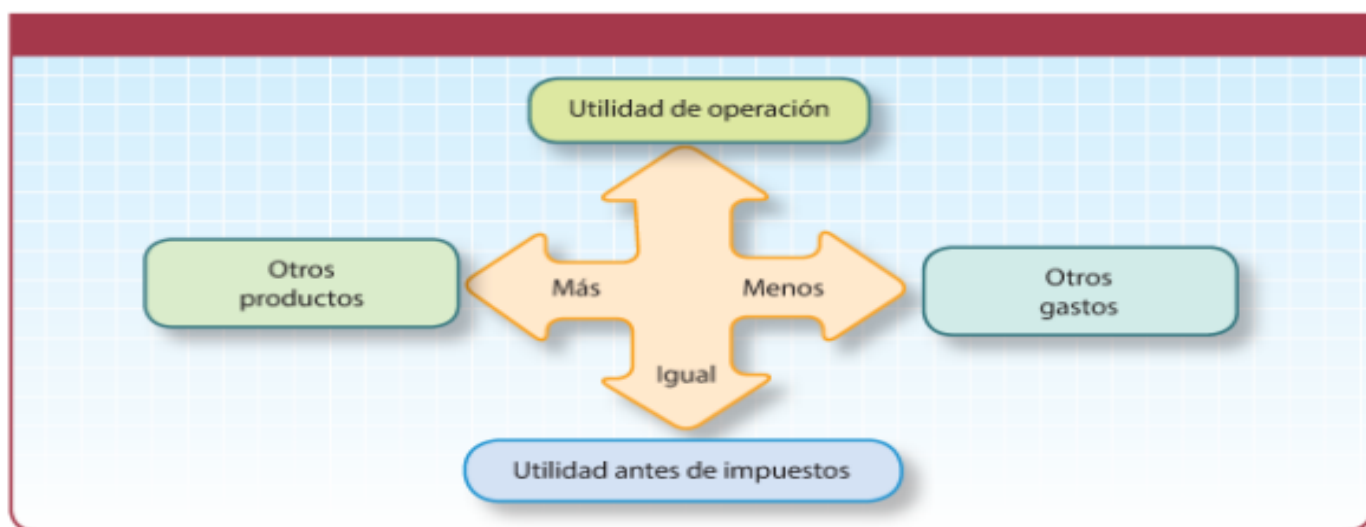 Utilidad de operación
Otros
productos
Más
Menos
Otros
gastos
Igual
Utilidad antes de impuestos